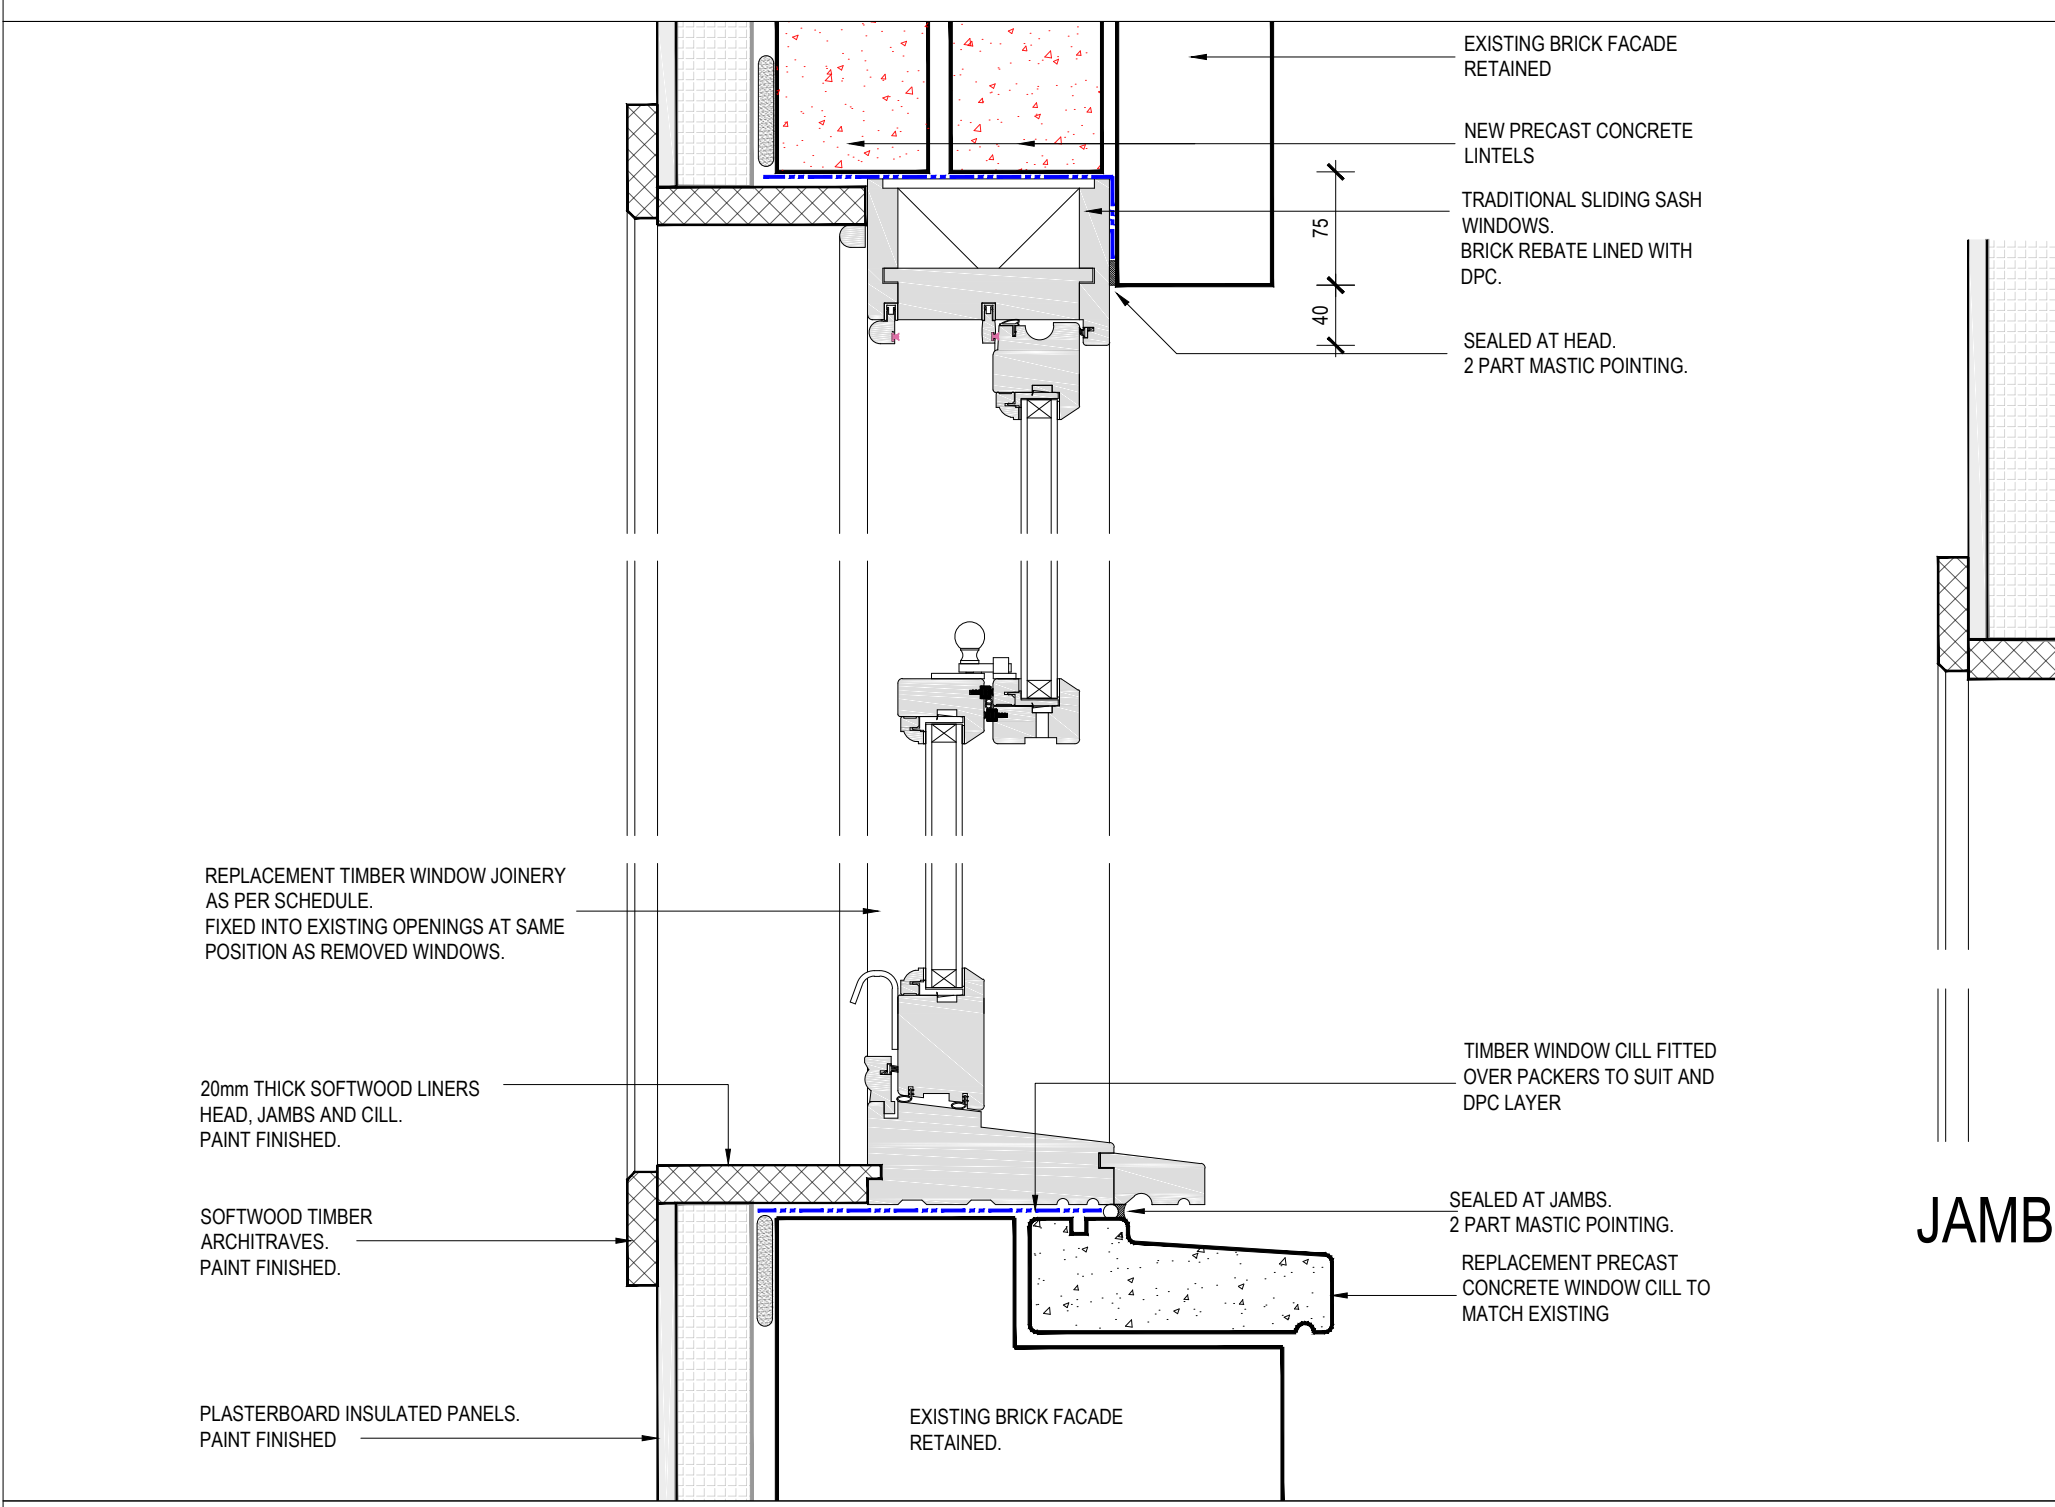 EXISTING BRICK FACADE
RETAINED
NEW PRECAST CONCRETE
LINTELS
TRADITIONAL SLIDING SASH
WINDOWS.
BRICK REBATE LINED WITH
DPC.
75
40
SEALED AT HEAD.
2 PART MASTIC POINTING.
REPLACEMENT TIMBER WINDOW JOINERY
AS PER SCHEDULE.
FIXED INTO EXISTING OPENINGS AT SAME
POSITION AS REMOVED WINDOWS.
20mm THICK SOFTWOOD LINERS
HEAD, JAMBS AND CILL.
PAINT FINISHED.
SOFTWOOD TIMBER
ARCHITRAVES.
PAINT FINISHED.
PLASTERBOARD INSULATED PANELS.
PAINT FINISHED
TIMBER WINDOW CILL FITTED
OVER PACKERS TO SUIT AND
DPC LAYER
SEALED AT JAMBS.
2 PART MASTIC POINTING.
REPLACEMENT PRECAST
CONCRETE WINDOW CILL TO
MATCH EXISTING
EXISTING BRICK FACADE
RETAINED.
JAMB